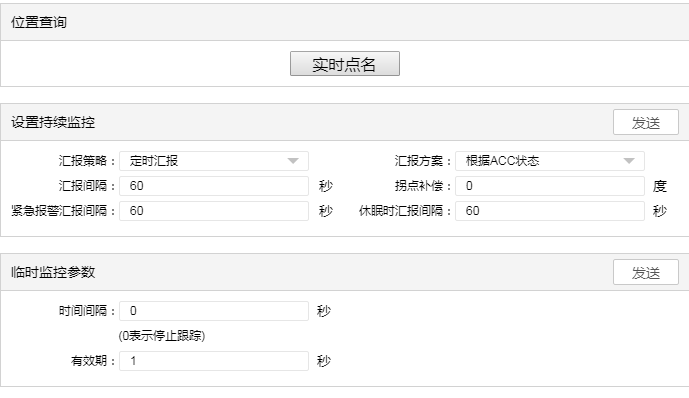 位置查询
实时点名
设置持续监控 发送
汇报策略： 定时汇报 汇报方案： 根据ACC状态
汇报间隔： 60 秒 拐点补偿： 0 度
紧急报警汇报间隔： 60 秒 休眠时汇报间隔： 60 秒
临时监控参数 发送
时间间隔： 0 秒
(0表示停止跟踪)
有效期： 1 秒